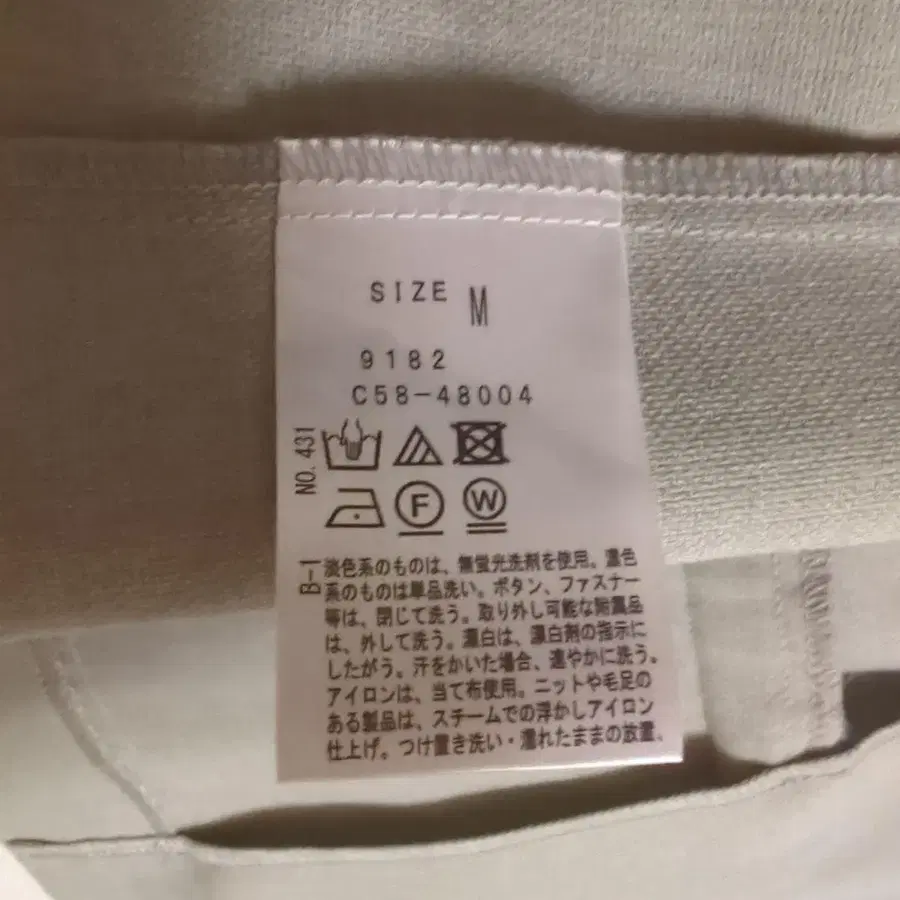 SIZE M
9182
C58-48004
NO. 431
F W
B-1
淡色系のものは、無蛍光洗剤を使用。濃色
系のものは単品洗い。ボタン、ファスナー
等は、閉じて洗う。取り外し可能な附属品
は、外して洗う。漂白は、漂白剤の指示に
したがう。汗をかいた場合、速やかに洗う。
アイロンは、当て布使用。ニットや毛足の
ある製品は、スチームでの浮かしアイロン
仕上げ。つけ置き洗い・濡れたままの放置、